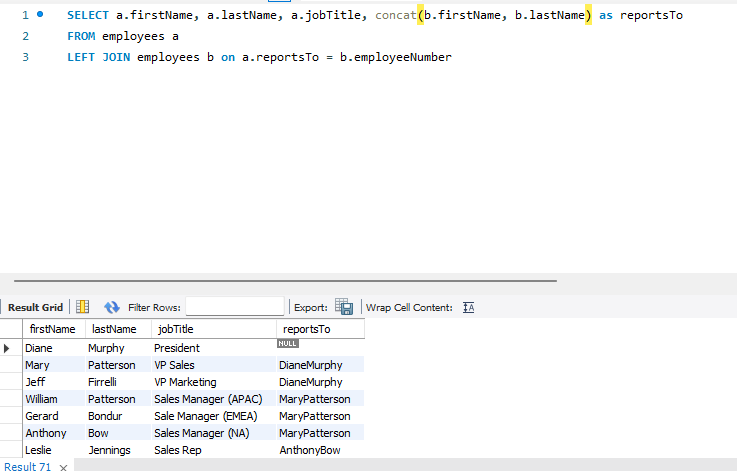 1 SELECT a.firstName, a.lastName, a.jobTitle, concat(b.firstName, b.lastName) as reportsTo
2 FROM employees a
3 LEFT JOIN employees b on a.reportsTo = b.employeeNumber
Result Grid Filter Rows: Export: Wrap Cell Content: IA
firstName lastName jobTitle reportsTo
Diane Murphy President NULL
Mary Patterson VP Sales DianeMurphy
Jeff Firrelli VP Marketing DianeMurphy
William Patterson Sales Manager (APAC) MaryPatterson
Gerard Bondur Sale Manager (EMEA) MaryPatterson
Anthony Bow Sales Manager (NA) MaryPatterson
Leslie Jennings Sales Rep AnthonyBow
Result 71 ×